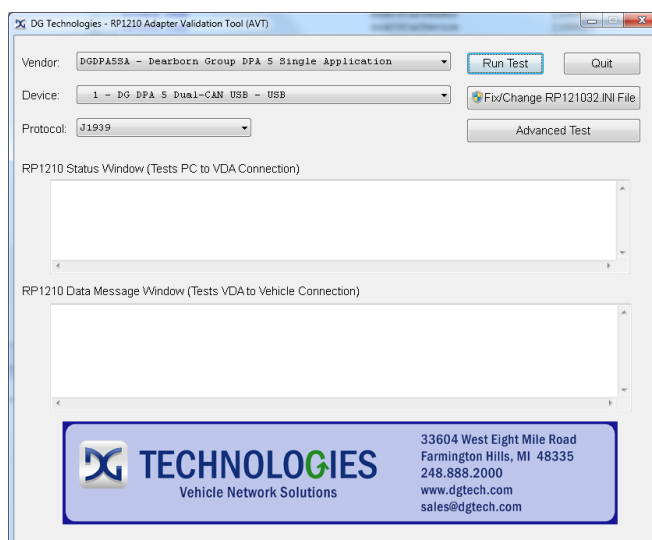 DG Technologies - RP1210 Adapter Validation Tool (AVT)
Vendor: DGDPA5SA - Dearborn Group DPA 5 Single Application Run Test Quit
Device: 1 - DG DPA 5 Dual-CAN USB - USB Fix/Change RP121032.INI File
Protocol: J1939 Advanced Test
RP1210 Status Window (Tests PC to VDA Connection)
RP1210 Data Message Window (Tests VDA to Vehicle Connection)
DG TECHNOLOGIES
Vehicle Network Solutions
33604 West Eight Mile Road
Farmington Hills, MI 48335
248.888.2000
www.dgtech.com
sales@dgtech.com